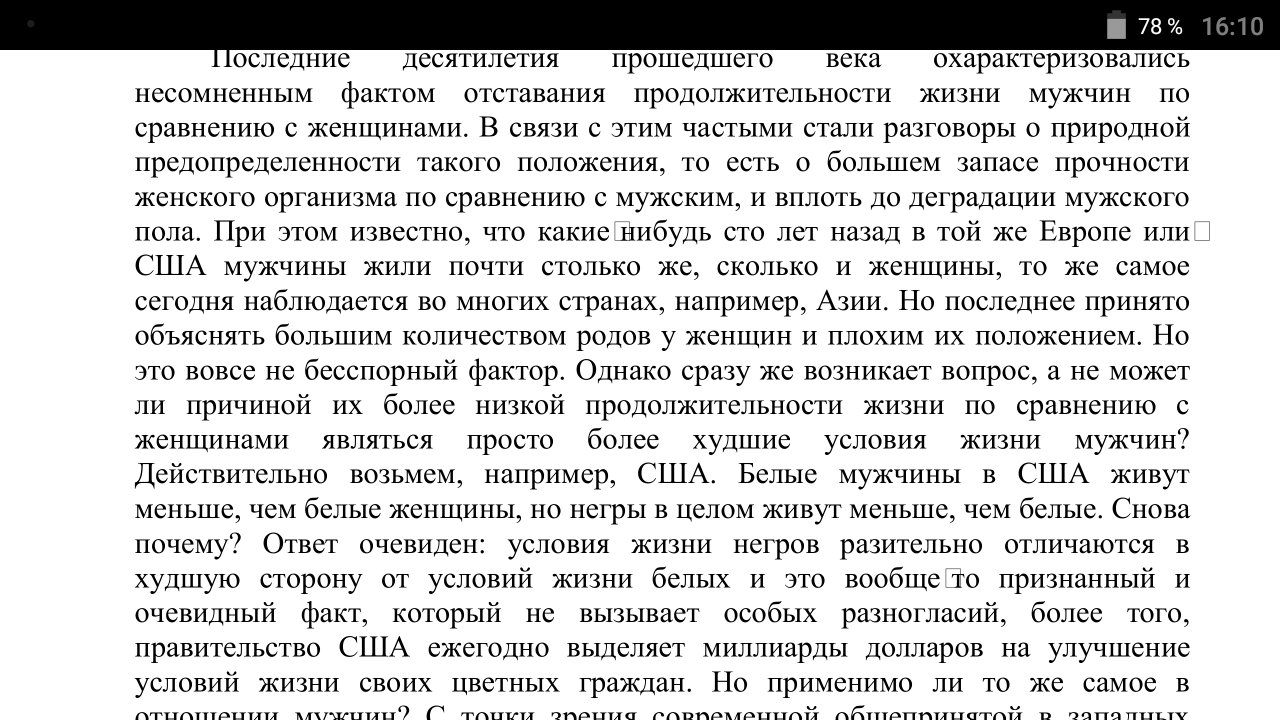 78 % 16:10
Последние десятилетия прошедшего века охарактеризовались
несомненным фактом отставания продолжительности жизни мужчин по
сравнению с женщинами. В связи с этим частыми стали разговоры о природной
предопределенности такого положения, то есть о большем запасе прочности
женского организма по сравнению с мужским, и вплоть до деградации мужского
пола. При этом известно, что какие□нибудь сто лет назад в той же Европе или□
США мужчины жили почти столько же, сколько и женщины, то же самое
сегодня наблюдается во многих странах, например, Азии. Но последнее принято
объяснять большим количеством родов у женщин и плохим их положением. Но
это вовсе не бесспорный фактор. Однако сразу же возникает вопрос, а не может
ли причиной их более низкой продолжительности жизни по сравнению с
женщинами являться просто более худшие условия жизни мужчин?
Действительно возьмем, например, США. Белые мужчины в США живут
меньше, чем белые женщины, но негры в целом живут меньше, чем белые. Снова
почему? Ответ очевиден: условия жизни негров разительно отличаются в
худшую сторону от условий жизни белых и это вообще□то признанный и
очевидный факт, который не вызывает особых разногласий, более того,
правительство США ежегодно выделяет миллиарды долларов на улучшение
условий жизни своих цветных граждан. Но применимо ли то же самое в
отношении мужчин? С точки зрения современной общепринятой в западных